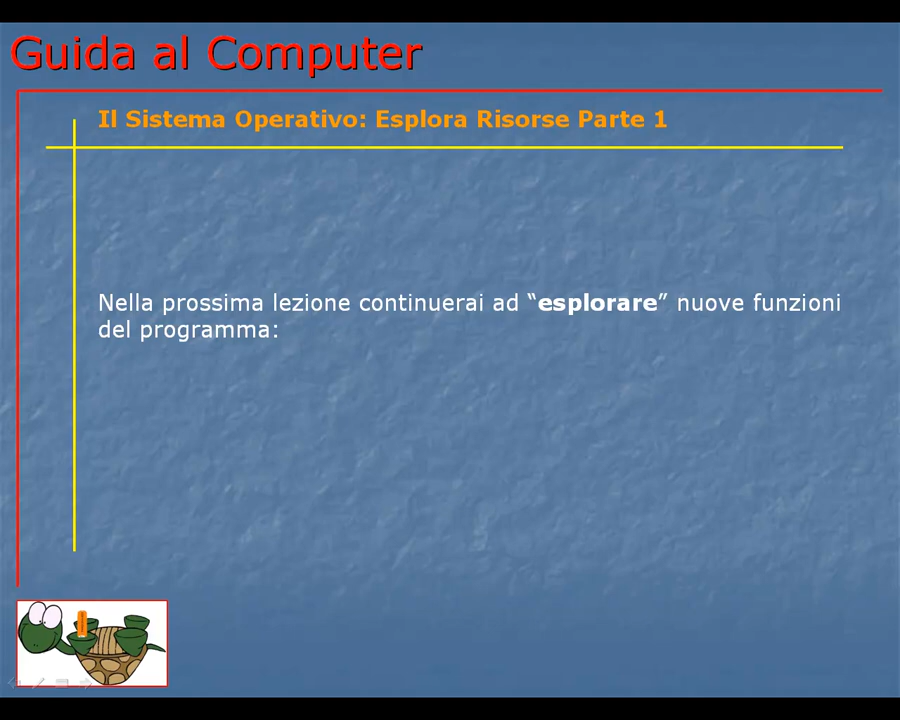 Guida al Computer
Il Sistema Operativo: Esplora Risorse Parte 1
Nella prossima lezione continuerai ad “esplorare” nuove funzioni
del programma: